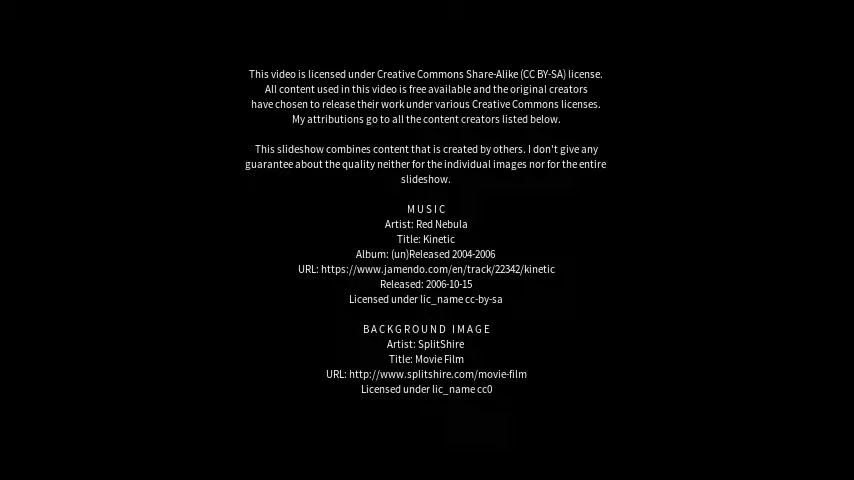 This video is licensed under Creative Commons Share-Alike (CC BY-SA) license.
All content used in this video is free available and the original creators
have chosen to release their work under various Creative Commons licenses.
My attributions go to all the content creators listed below.
This slideshow combines content that is created by others. I don't give any
guarantee about the quality neither for the individual images nor for the entire
slideshow.
MUSIC
Artist: Red Nebula
Title: Kinetic
Album: (un)Released 2004-2006
URL: https://www.jamendo.com/en/track/22342/kinetic
Released: 2006-10-15
Licensed under lic_name cc-by-sa
BACKGROUND IMAGE
Artist: SplitShire
Title: Movie Film
URL: http://www.splitshire.com/movie-film
Licensed under lic_name cc0